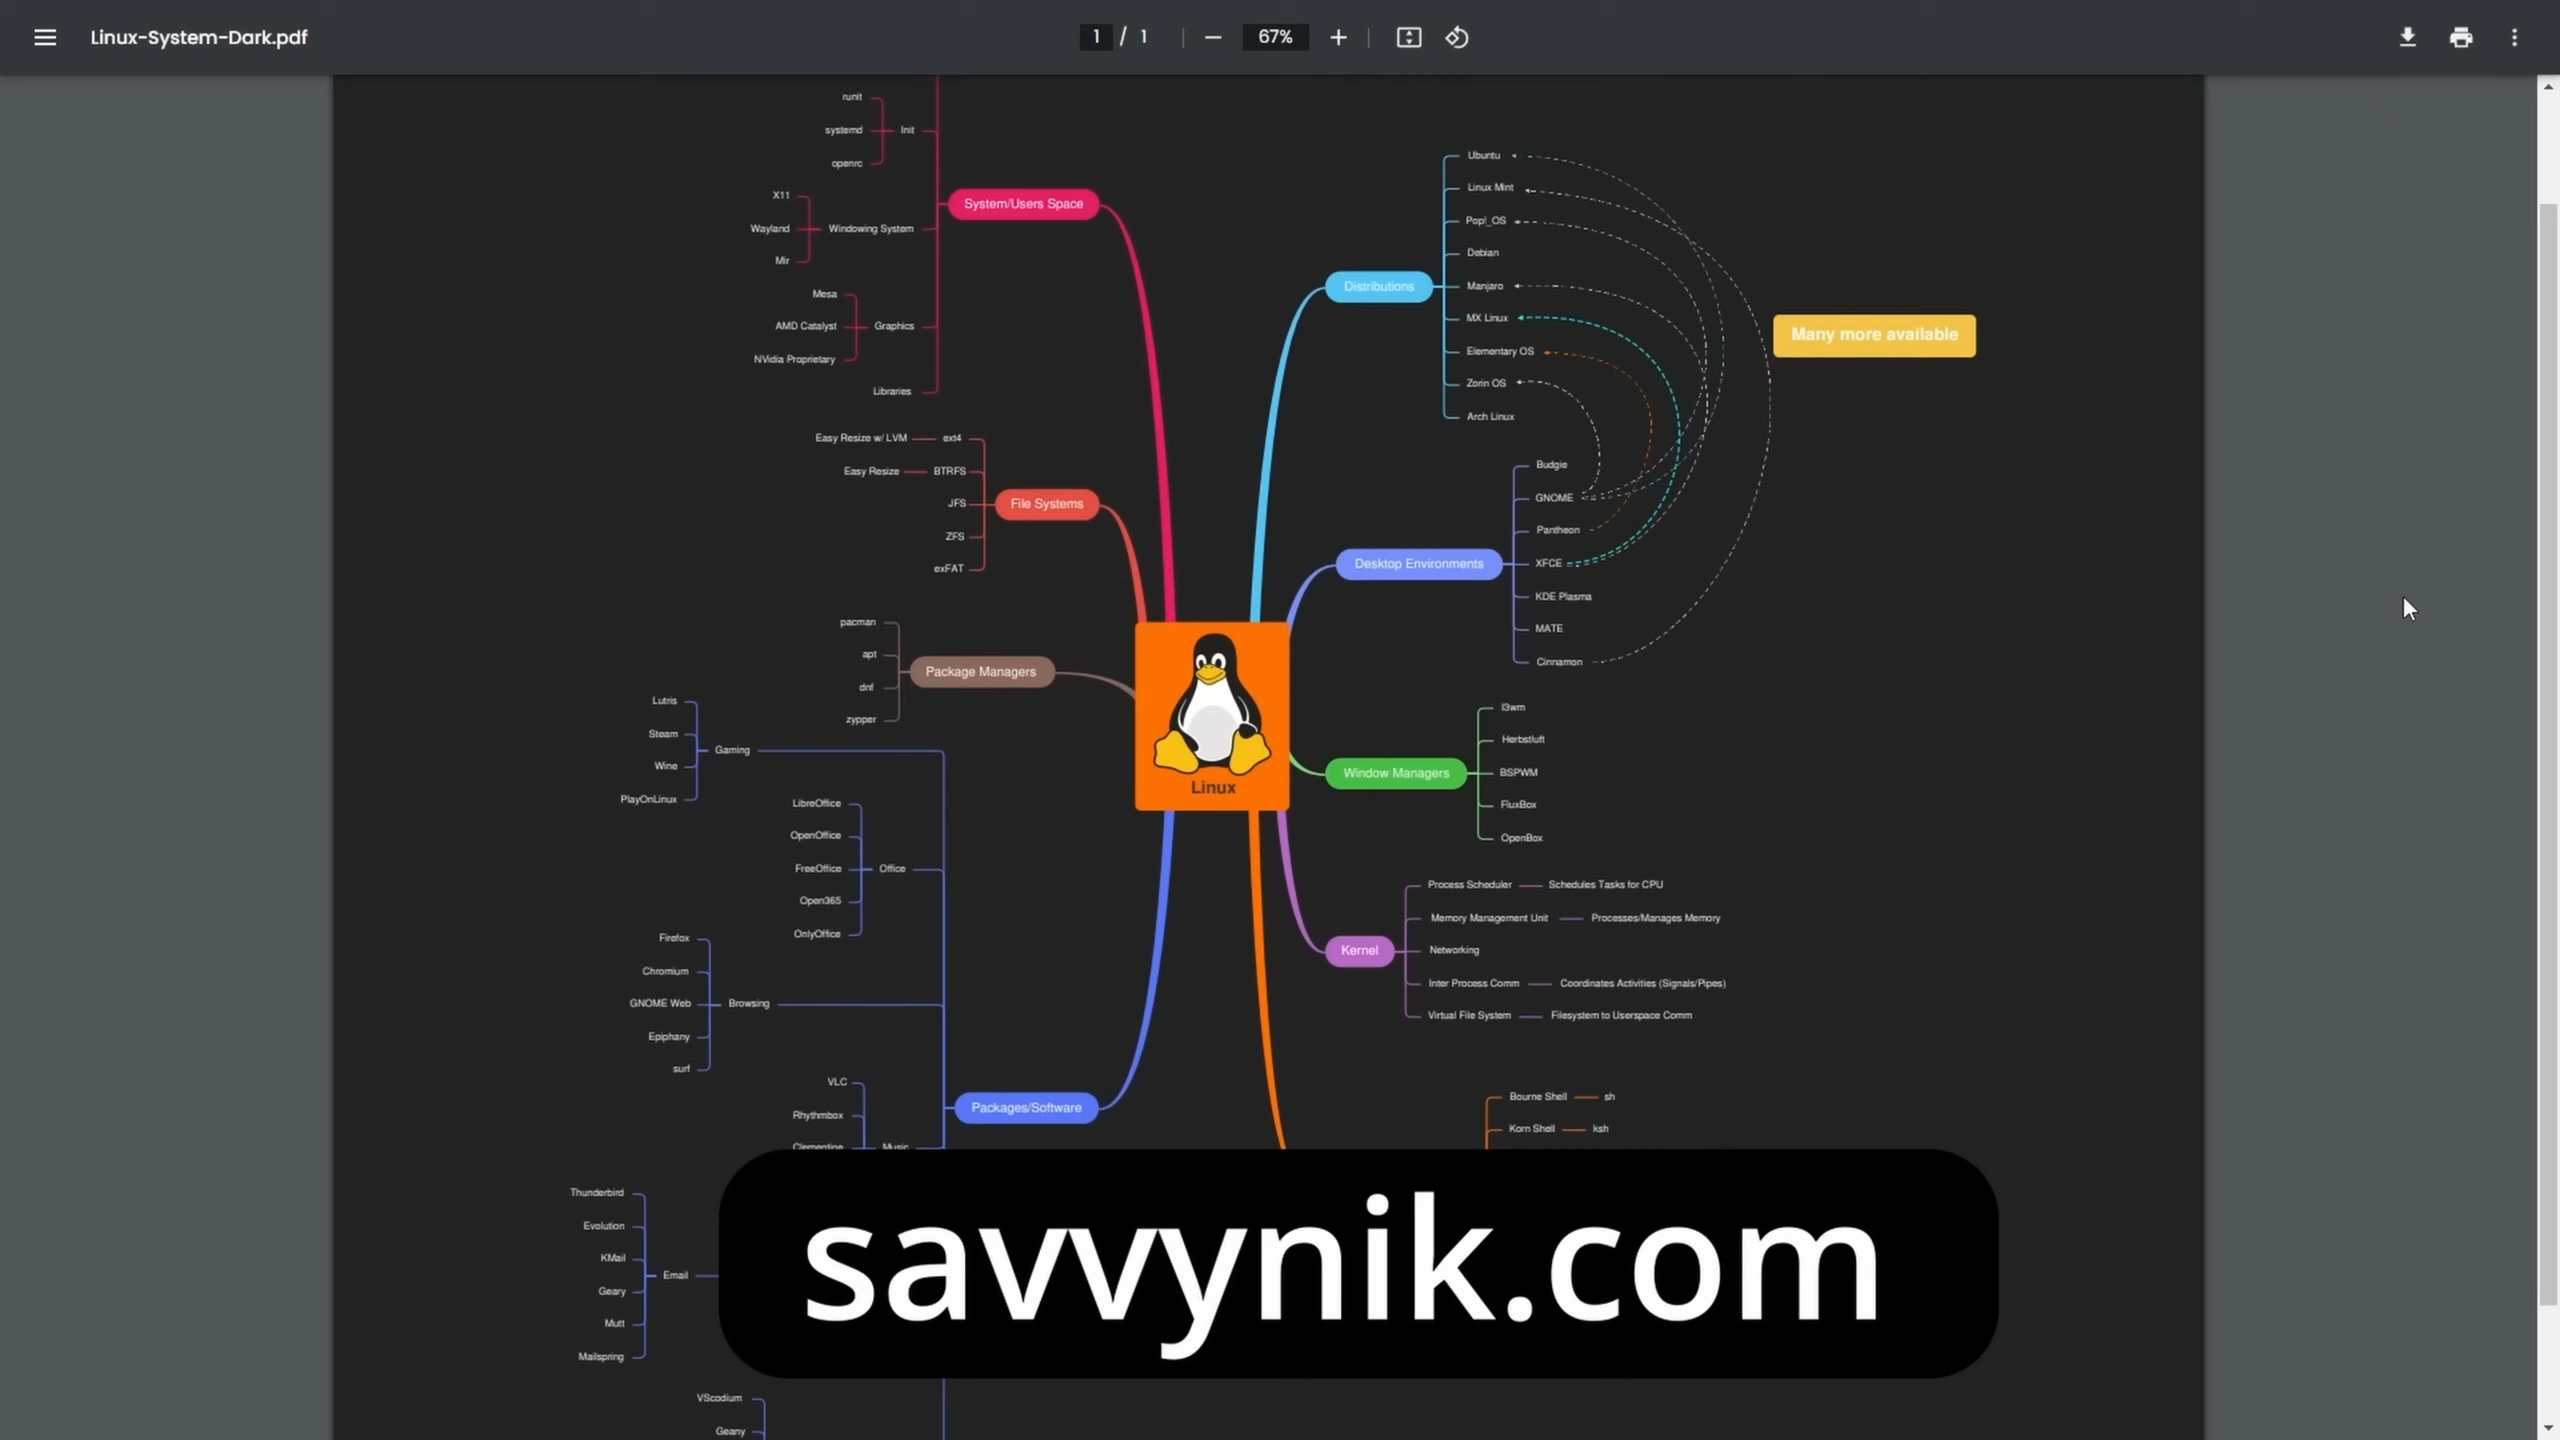 Linux-System-Dark.pdf
1 / 1
67%
runit
systemd
openrc
Init
X11
Wayland
Mir
Windowing System
Mesa
AMD Catalyst
NVidia Proprietary
Graphics
Libraries
System/Users Space
Easy Resize w/ LVM
ext4
Easy Resize
BTRFS
JFS
ZFS
exFAT
File Systems
pacman
apt
dnf
zypper
Package Managers
Lutris
Steam
Wine
PlayOnLinux
Gaming
LibreOffice
OpenOffice
FreeOffice
Open365
OnlyOffice
Office
Firefox
Chromium
GNOME Web
Epiphany
surf
Browsing
VLC
Rhythmbox
Clementine
Music
Packages/Software
Thunderbird
Evolution
KMail
Geary
Mutt
Mailspring
Email
VScodium
Geany
Linux
Distributions
Ubuntu
Linux Mint
Pop!_OS
Debian
Manjaro
MX Linux
Elementary OS
Zorin OS
Arch Linux
Many more available
Desktop Environments
Budgie
GNOME
Pantheon
XFCE
KDE Plasma
MATE
Cinnamon
Window Managers
I3wm
Herbstluft
BSPWM
FluxBox
OpenBox
Kernel
Process Scheduler
Schedules Tasks for CPU
Memory Management Unit
Processes/Manages Memory
Networking
Inter Process Comm
Coordinates Activities (Signals/Pipes)
Virtual File System
Filesystem to Userspace Comm
Bourne Shell
sh
Korn Shell
ksh
savvynik.com